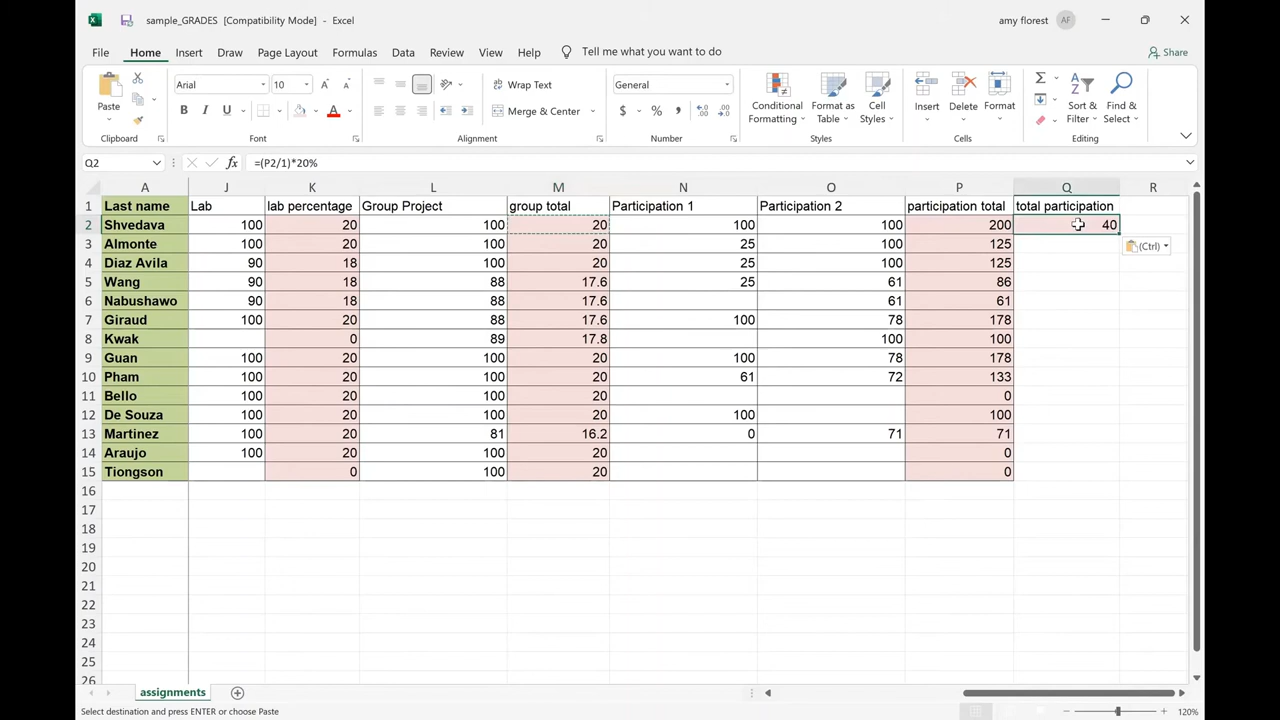 sample_GRADES [Compatibility Mode] - Excel
amy florest
AF
File Home Insert Draw Page Layout Formulas Data Review View Help Tell me what you want to do
Share
Arial 10 Wrap Text General
Paste Merge & Center $ % Conditional Formatting Format as Table Cell Styles Insert Delete Format Sort & Filter Find & Select
Clipboard Font Alignment Number Styles Cells Editing
Q2 fx =(P2/1)*20%
A J K L M N O P Q R
1 Last name Lab lab percentage Group Project group total Participation 1 Participation 2 participation total total participation
2 Shvedava 100 20 100 20 100 100 200 40
3 Almonte 100 20 100 20 25 100 125
(Ctrl)
4 Diaz Avila 90 18 100 20 25 100 125
5 Wang 90 18 88 17.6 25 61 86
6 Nabushawo 90 18 88 17.6 61 61
7 Giraud 100 20 88 17.6 100 78 178
8 Kwak 0 89 17.8 100 100
9 Guan 100 20 100 20 100 78 178
10 Pham 100 20 100 20 61 72 133
11 Bello 100 20 100 20 0
12 De Souza 100 20 100 20 100 100
13 Martinez 100 20 81 16.2 0 71 71
14 Araujo 100 20 100 20 0
15 Tiongson 0 100 20 0
16
17
18
19
20
21
22
23
24
25
26
assignments
Select destination and press ENTER or choose Paste
120%